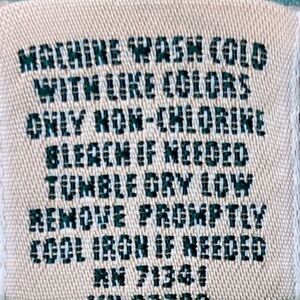 MACHINE WASH COLD
WITH LIKE COLORS
ONLY NON-CHLORINE
BLEACH IF NEEDED
TUMBLE DRY LOW
REMOVE PROMPTLY
COOL IRON IF NEEDED
RN 71341